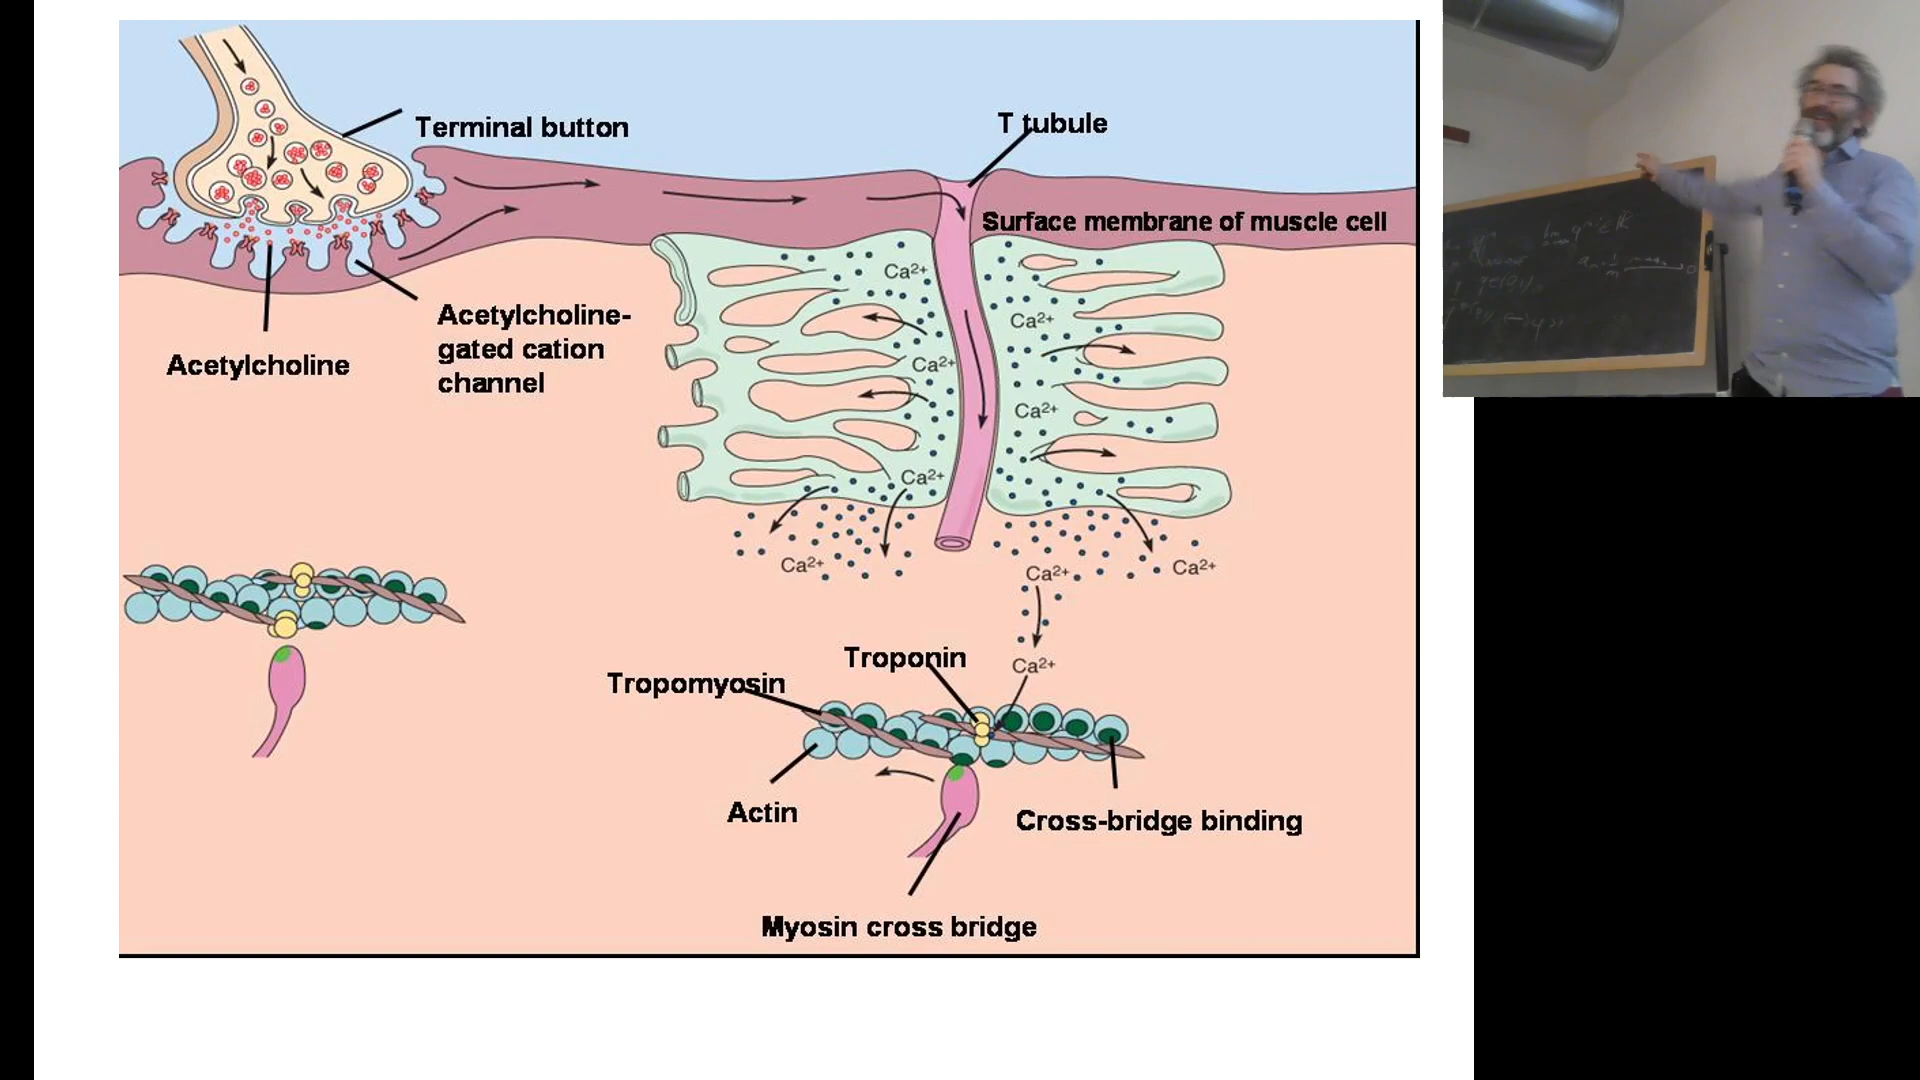 Terminal button
T tubule
Surface membrane of muscle cell
Acetylcholine-
gated cation
channel
Acetylcholine
Ca2+
Ca2+
Ca2+
Ca2+
Ca2+
Ca2+
Ca2+
Ca2+
Ca2+
Ca2+
Troponin
Tropomyosin
Actin
Cross-bridge binding
Myosin cross bridge